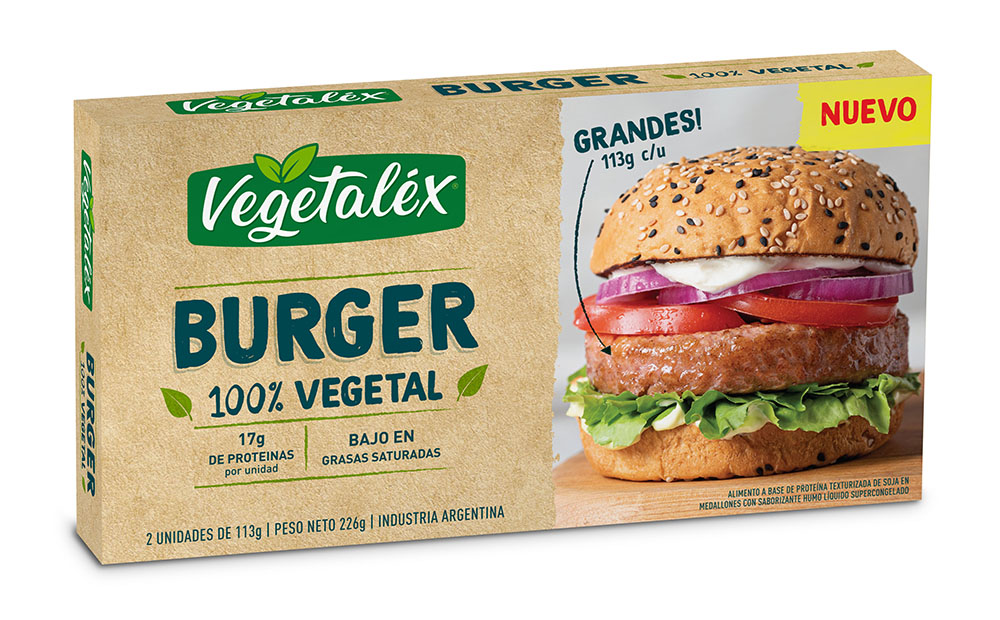 Vegetaléx
BURGER
100% VEGETAL
NUEVO
GRANDES!
113g c/u
Vegetaléx®
Vegetaléx
BURGER
100% VEGETAL
17g
DE PROTEINAS
por unidad
BAJO EN
GRASAS SATURADAS
BURGER
100% VEGETAL
2 UNIDADES DE 113g | PESO NETO 226g | INDUSTRIA ARGENTINA
ALIMENTO A BASE DE PROTEÍNA TEXTURIZADA DE SOJA EN
MEDALLONES CON SABORIZANTE HUMO LÍQUIDO SUPERCONGELADO